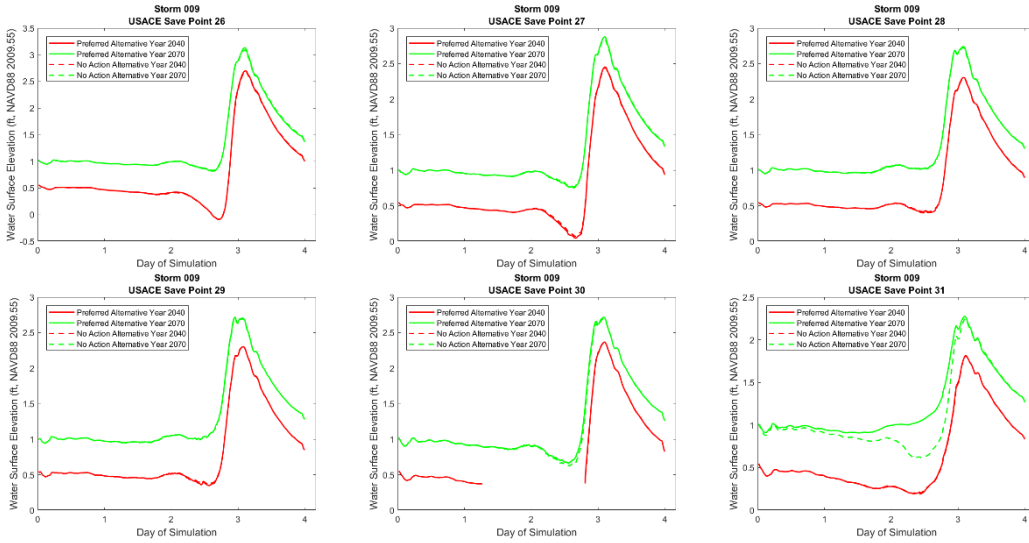 Storm 009
USACE Save Point 26
Water Surface Elevation (ft, NAVD88 2009.55)
3.5
3
2.5
2
1.5
1
0.5
0
-0.5
Preferred Alternative Year 2040
Preferred Alternative Year 2070
No Action Alternative Year 2040
No Action Alternative Year 2070
0 1 2 3 4
Day of Simulation
Storm 009
USACE Save Point 27
Water Surface Elevation (ft, NAVD88 2009.55)
3
2.5
2
1.5
1
0.5
0
Preferred Alternative Year 2040
Preferred Alternative Year 2070
No Action Alternative Year 2040
No Action Alternative Year 2070
0 1 2 3 4
Day of Simulation
Storm 009
USACE Save Point 28
Water Surface Elevation (ft, NAVD88 2009.55)
3
2.5
2
1.5
1
0.5
0
Preferred Alternative Year 2040
Preferred Alternative Year 2070
No Action Alternative Year 2040
No Action Alternative Year 2070
0 1 2 3 4
Day of Simulation
Storm 009
USACE Save Point 29
Water Surface Elevation (ft, NAVD88 2009.55)
3
2.5
2
1.5
1
0.5
0
Preferred Alternative Year 2040
Preferred Alternative Year 2070
No Action Alternative Year 2040
No Action Alternative Year 2070
0 1 2 3 4
Day of Simulation
Storm 009
USACE Save Point 30
Water Surface Elevation (ft, NAVD88 2009.55)
3
2.5
2
1.5
1
0.5
0
Preferred Alternative Year 2040
Preferred Alternative Year 2070
No Action Alternative Year 2040
No Action Alternative Year 2070
0 1 2 3 4
Day of Simulation
Storm 009
USACE Save Point 31
Water Surface Elevation (ft, NAVD88 2009.55)
2.5
2
1.5
1
0.5
0
Preferred Alternative Year 2040
Preferred Alternative Year 2070
No Action Alternative Year 2040
No Action Alternative Year 2070
0 1 2 3 4
Day of Simulation